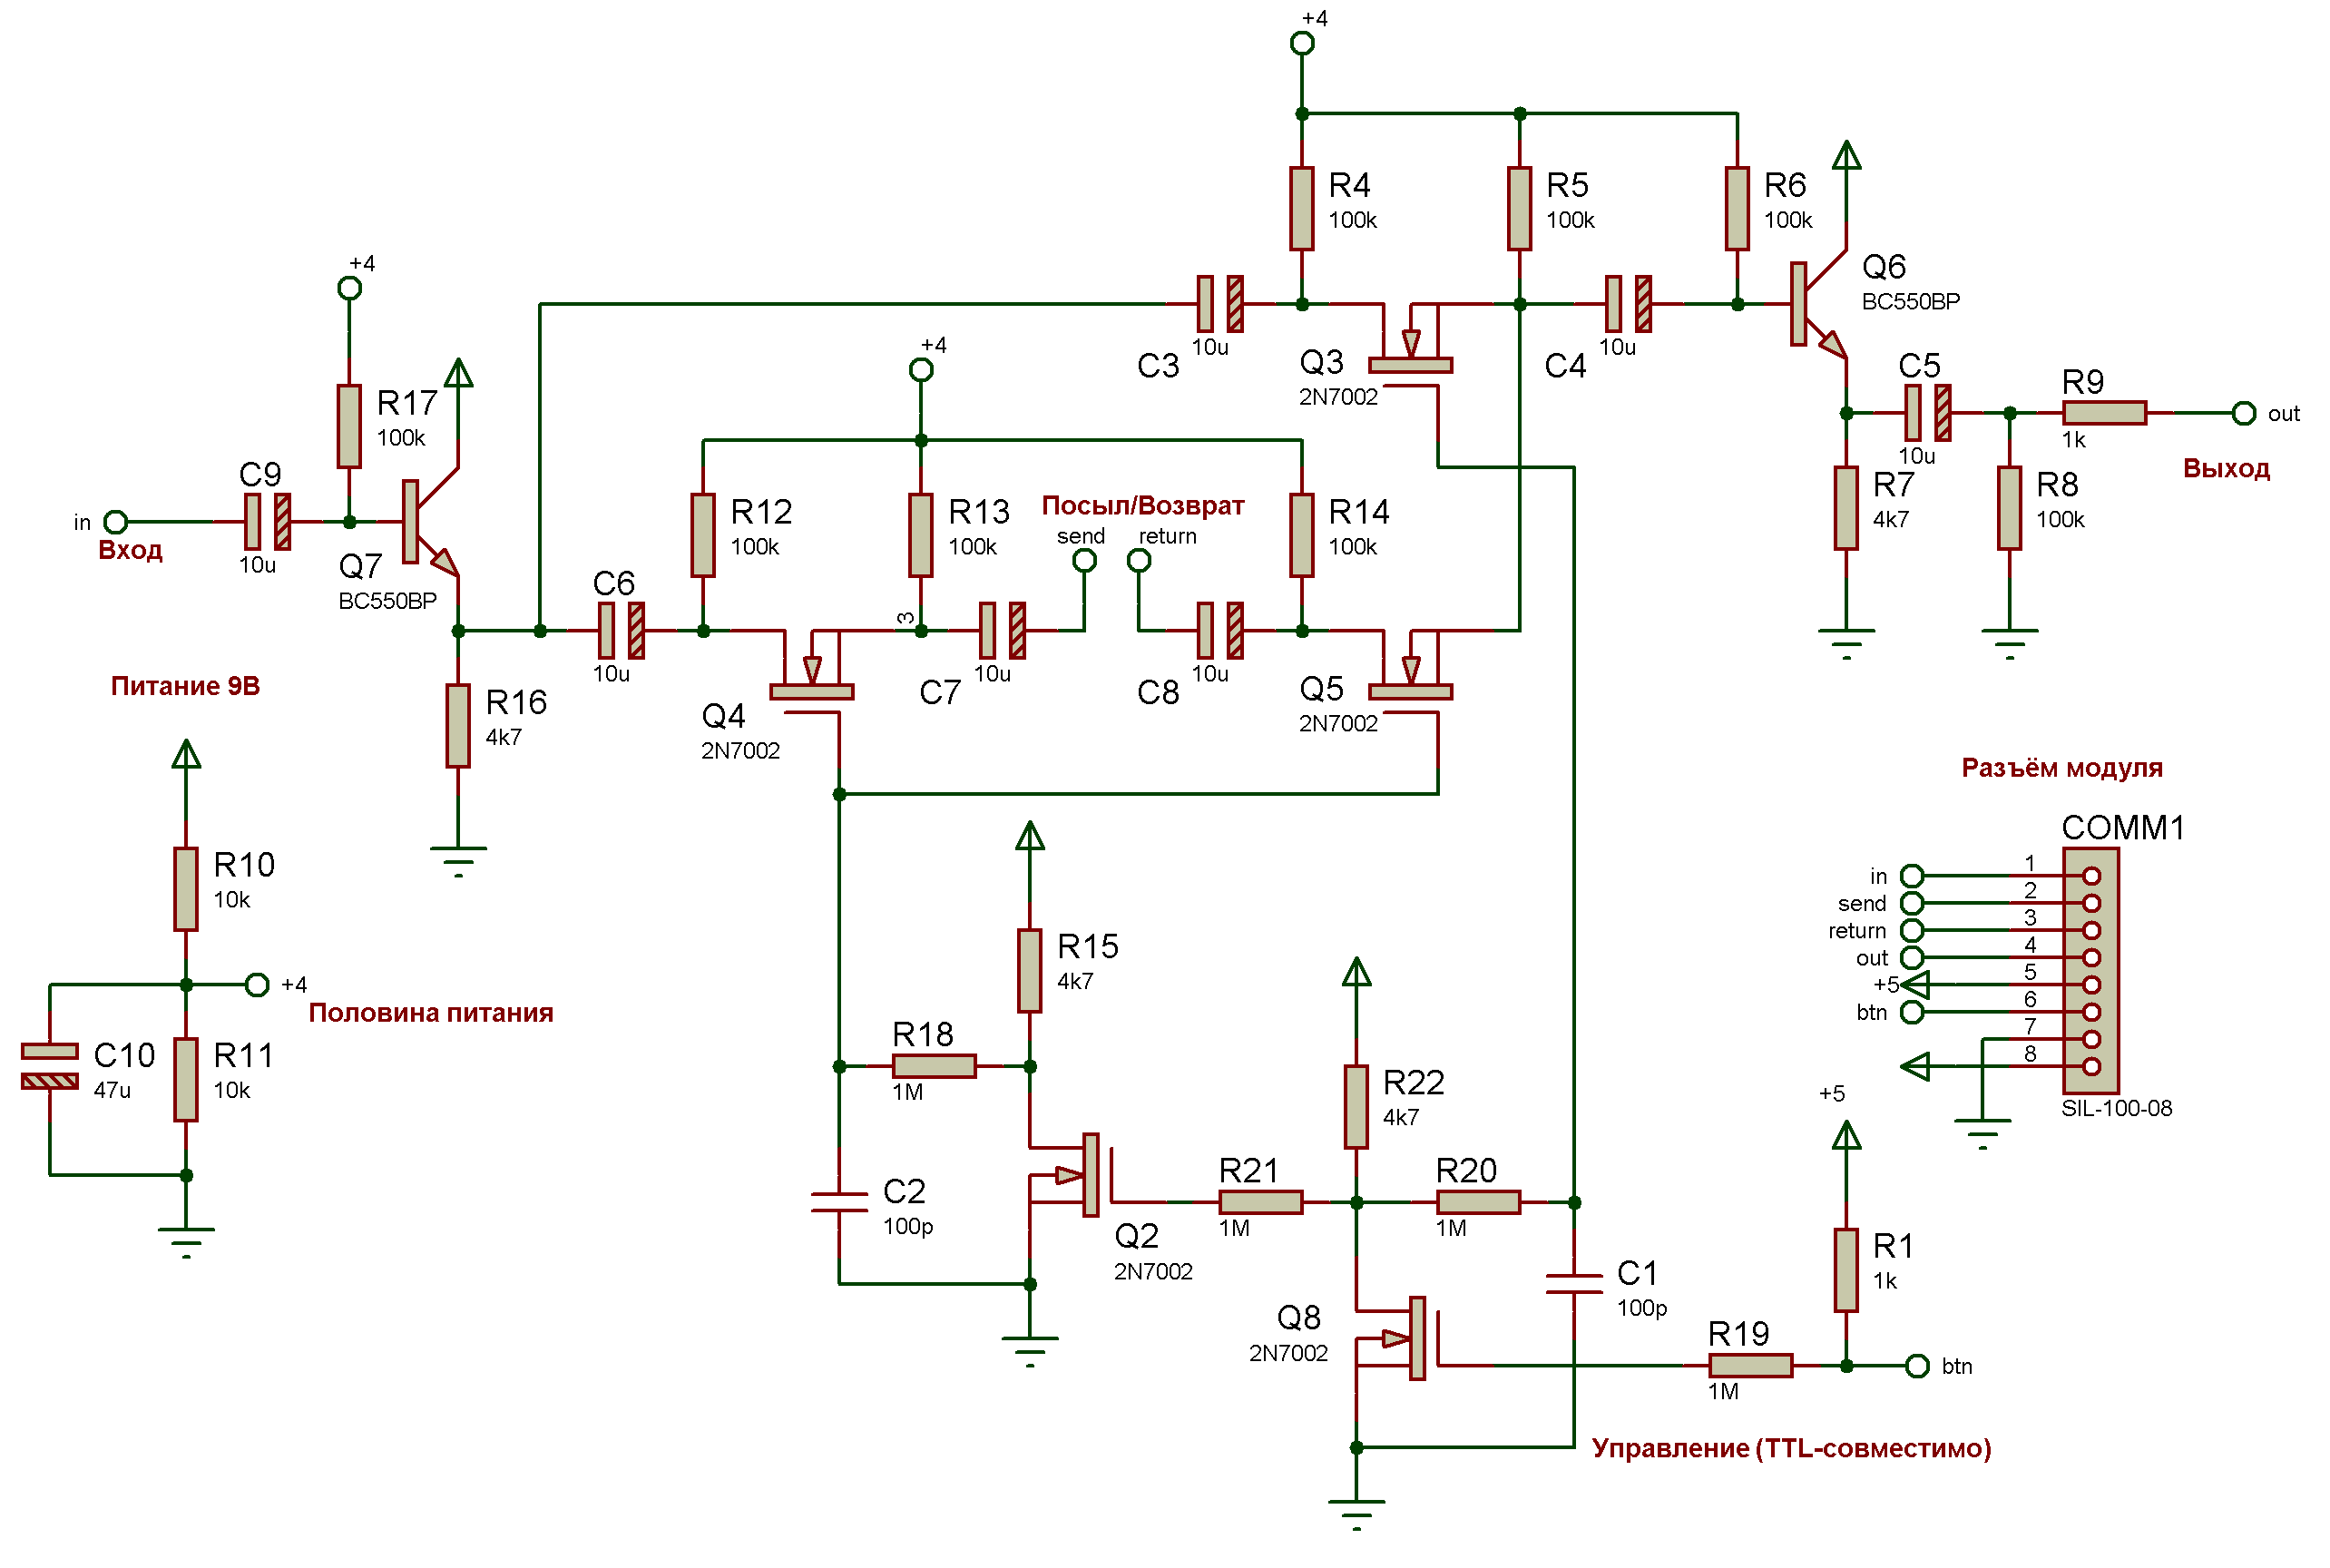 +4
R4
100k
R5
100k
R6
100k
Q6
BC550BP
+4
R17
100k
C9
10u
in
Вход
Q7
BC550BP
R16
4k7
+4
C3
10u
Q3
2N7002
C4
10u
C5
10u
R9
1k
out
Выход
R7
4k7
R8
100k
R12
100k
R13
100k
Посыл/Возврат
send
return
R14
100k
C6
10u
3
C7
10u
C8
10u
Q4
2N7002
Q5
2N7002
Питание 9В
R10
10k
+4
Половина питания
C10
47u
R11
10k
R15
4k7
R18
1M
C2
100p
Q2
2N7002
R22
4k7
R21
1M
R20
1M
C1
100p
Q8
2N7002
R19
1M
+5
R1
1k
btn
Управление (TTL-совместимо)
Разъём модуля
COMM1
in 1
send 2
return 3
out 4
+5 5
btn 6
7
8
SIL-100-08